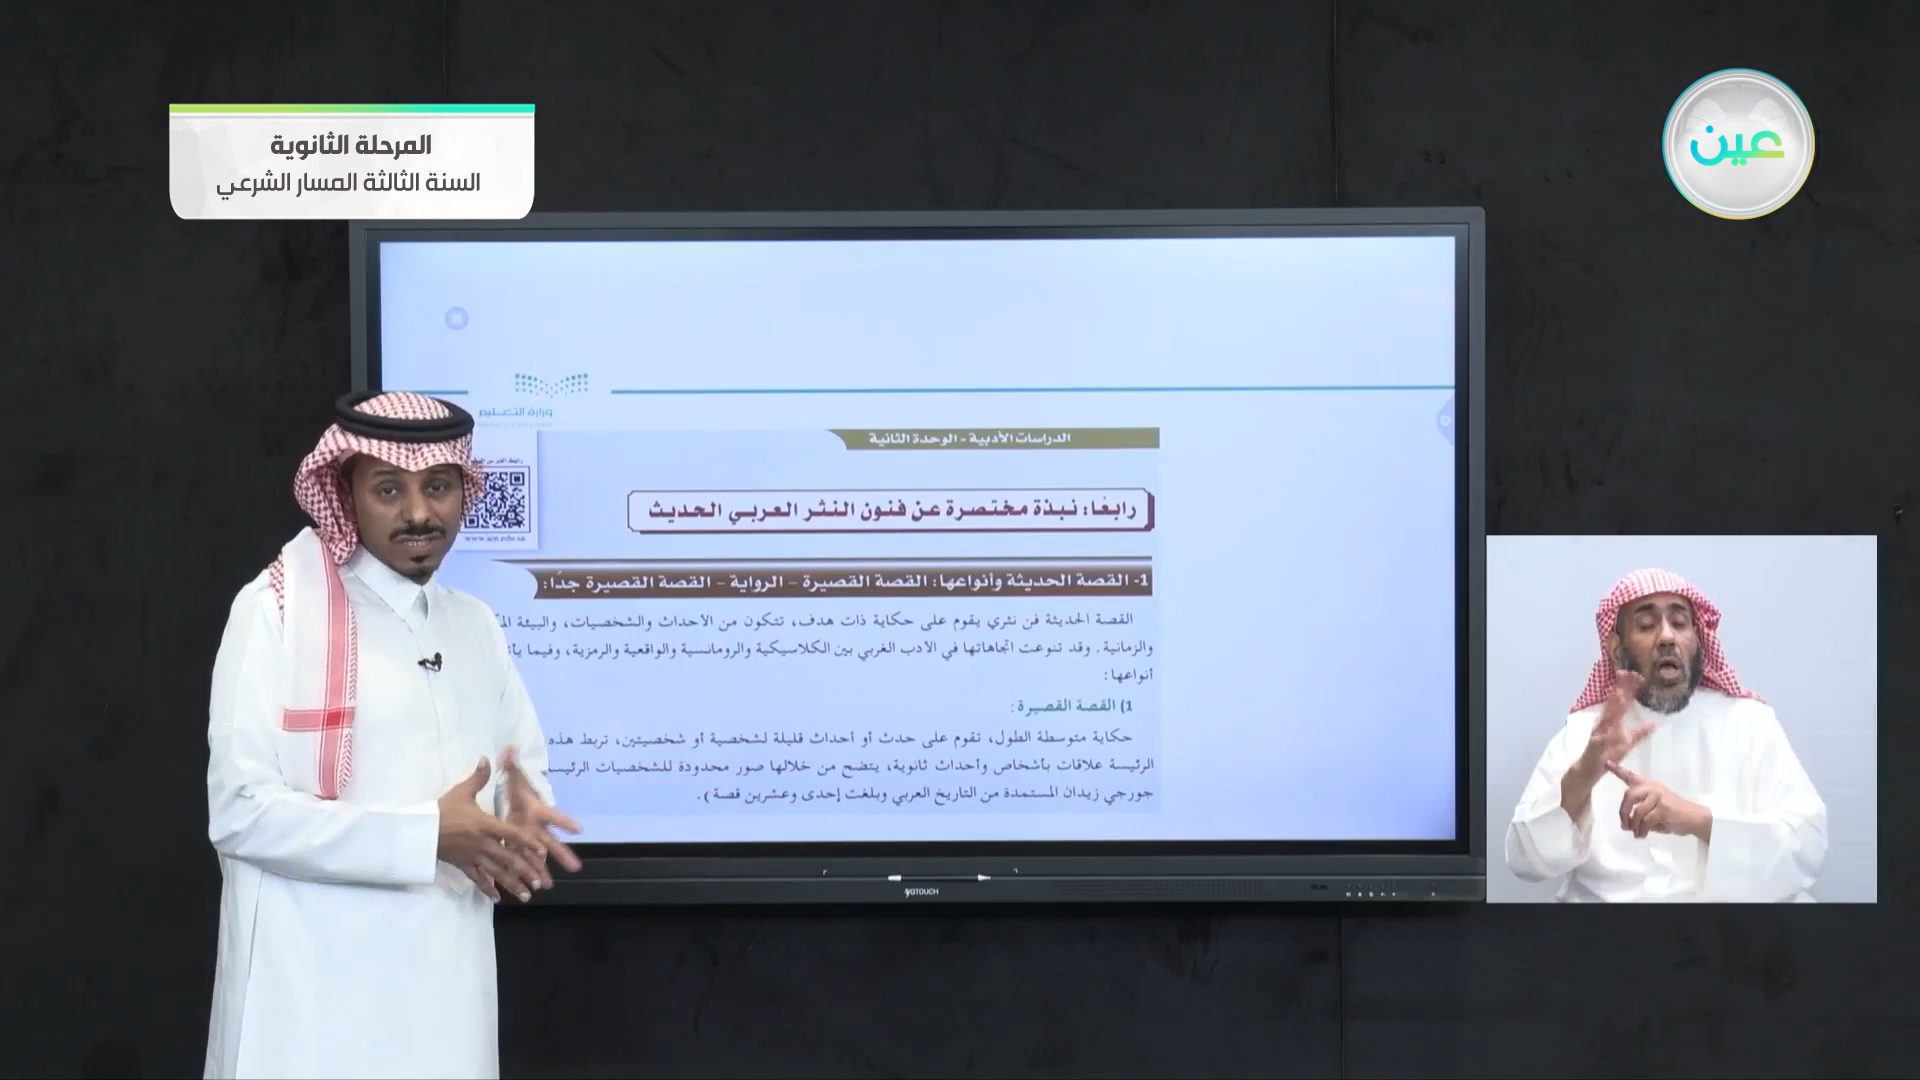 المرحلة الثانوية
السنة الثالثة المسار الشرعي
عين
وزارة التعليم
الدراسات الأدبية - الوحدة الثانية
رابعًا: نبذة مختصرة عن فنون النثر العربي الحديث
www.ien.edu.sa
1- القصة الحديثة وأنواعها: القصة القصيرة - الرواية - القصة القصيرة جدًا:
القصة الحديثة فن نثري يقوم على حكاية ذات هدف، تتكون من الأحداث والشخصيات، والبيئة
والزمانية. وقد تنوعت اتجاهاتها في الأدب الغربي بين الكلاسيكية والرومانسية والواقعية والرمزية، وفيما
أنواعها:
1) القصة القصيرة:
حكاية متوسطة الطول، تقوم على حدث أو أحداث قليلة لشخصية أو شخصيتين، تربط هذه
الرئيسة علاقات بأشخاص وأحداث ثانوية، يتضح من خلالها صور محدودة للشخصيات
جورجي زيدان المستمدة من التاريخ العربي وبلغت إحدى وعشرين قصة).
TOUCH